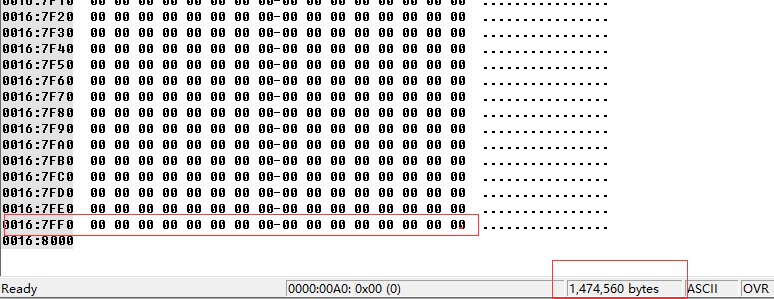 0016:7F10 00 00 00 00 00 00 00 00-00 00 00 00 00 00 00 00 ................
0016:7F20 00 00 00 00 00 00 00 00-00 00 00 00 00 00 00 00 ................
0016:7F30 00 00 00 00 00 00 00 00-00 00 00 00 00 00 00 00 ................
0016:7F40 00 00 00 00 00 00 00 00-00 00 00 00 00 00 00 00 ................
0016:7F50 00 00 00 00 00 00 00 00-00 00 00 00 00 00 00 00 ................
0016:7F60 00 00 00 00 00 00 00 00-00 00 00 00 00 00 00 00 ................
0016:7F70 00 00 00 00 00 00 00 00-00 00 00 00 00 00 00 00 ................
0016:7F80 00 00 00 00 00 00 00 00-00 00 00 00 00 00 00 00 ................
0016:7F90 00 00 00 00 00 00 00 00-00 00 00 00 00 00 00 00 ................
0016:7FA0 00 00 00 00 00 00 00 00-00 00 00 00 00 00 00 00 ................
0016:7FB0 00 00 00 00 00 00 00 00-00 00 00 00 00 00 00 00 ................
0016:7FC0 00 00 00 00 00 00 00 00-00 00 00 00 00 00 00 00 ................
0016:7FD0 00 00 00 00 00 00 00 00-00 00 00 00 00 00 00 00 ................
0016:7FE0 00 00 00 00 00 00 00 00-00 00 00 00 00 00 00 00 ................
0016:7FF0 00 00 00 00 00 00 00 00-00 00 00 00 00 00 00 00 ................
0016:8000
Ready 0000:00A0: 0x00 (0) 1,474,560 bytes ASCII OVR